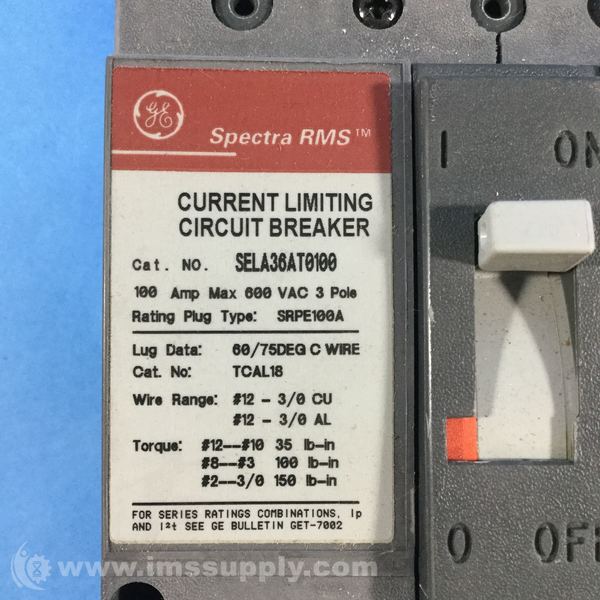 GE
Spectra RMS™
I ON
CURRENT LIMITING
CIRCUIT BREAKER
Cat. NO. SELA36AT0100
100 Amp Max 600 VAC 3 Pole
Rating Plug Type: SRPE100A
Lug Data: 60/75DEG C WIRE
Cat. No: TCAL18
Wire Range: #12 - 3/0 CU
#12 - 3/0 AL
Torque: #12--#10 35 lb-in
#8--#3 100 lb-in
#2--3/0 150 lb-in
FOR SERIES RATINGS COMBINATIONS, Ip
AND I²t SEE GE BULLETIN GET-7002
O OFF
© www.imssupply.com